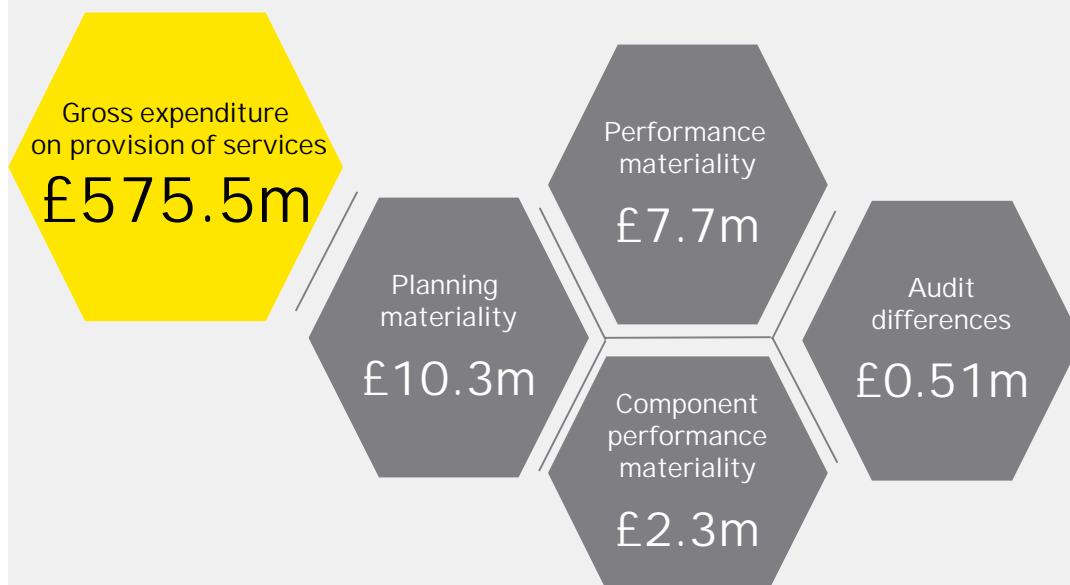 Gross expenditure
on provision of services
£575.5m
Planning
materiality
£10.3m
Performance
materiality
£7.7m
Component
performance
materiality
£2.3m
Audit
differences
£0.51m